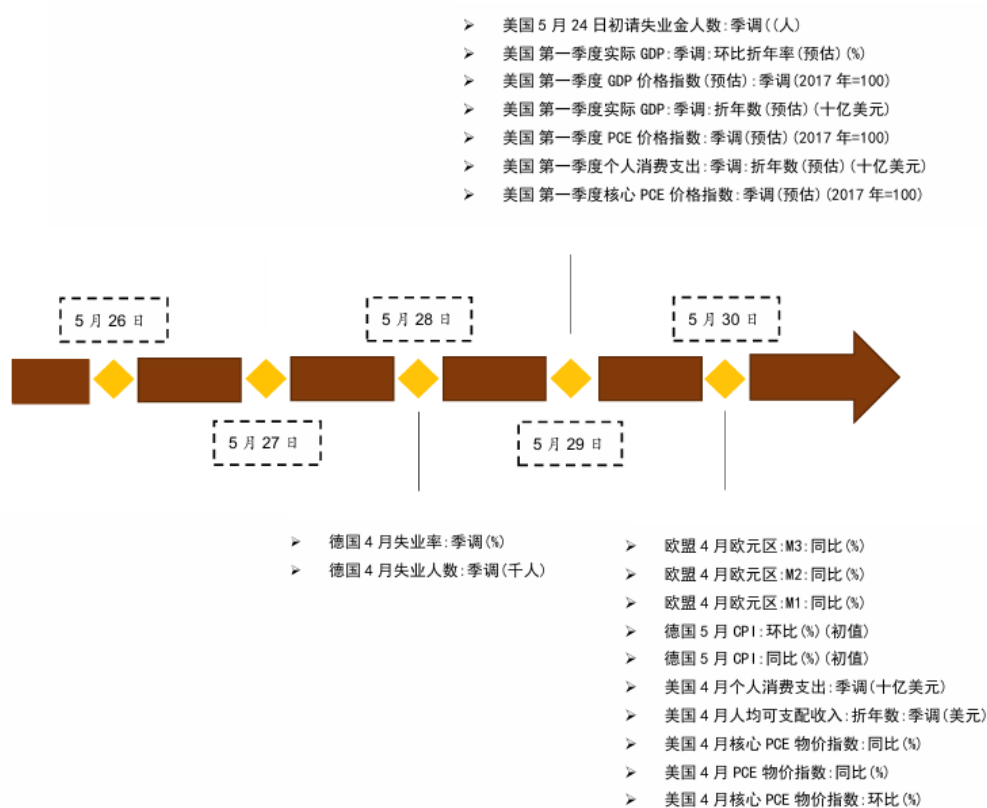 ➢ 美国 5 月 24 日初请失业金人数:季调((人)
➢ 美国 第一季度实际 GDP:季调:环比折年率(预估)(%)
➢ 美国 第一季度 GDP 价格指数(预估):季调(2017 年=100)
➢ 美国 第一季度实际 GDP:季调:折年数(预估)(十亿美元)
➢ 美国 第一季度 PCE 价格指数:季调(预估)(2017 年=100)
➢ 美国 第一季度个人消费支出:季调:折年数(预估)(十亿美元)
➢ 美国 第一季度核心 PCE 价格指数:季调(预估)(2017 年=100)
5 月 26 日
5 月 28 日
5 月 30 日
5 月 27 日
5 月 29 日
➢ 德国 4 月失业率:季调(%)
➢ 德国 4 月失业人数:季调(千人)
➢ 欧盟 4 月欧元区:M3:同比(%)
➢ 欧盟 4 月欧元区:M2:同比(%)
➢ 欧盟 4 月欧元区:M1:同比(%)
➢ 德国 5 月 CPI:环比(%)(初值)
➢ 德国 5 月 CPI:同比(%)(初值)
➢ 美国 4 月个人消费支出:季调(十亿美元)
➢ 美国 4 月人均可支配收入:折年数:季调(美元)
➢ 美国 4 月核心 PCE 物价指数:同比(%)
➢ 美国 4 月 PCE 物价指数:同比(%)
➢ 美国 4 月核心 PCE 物价指数:环比(%)